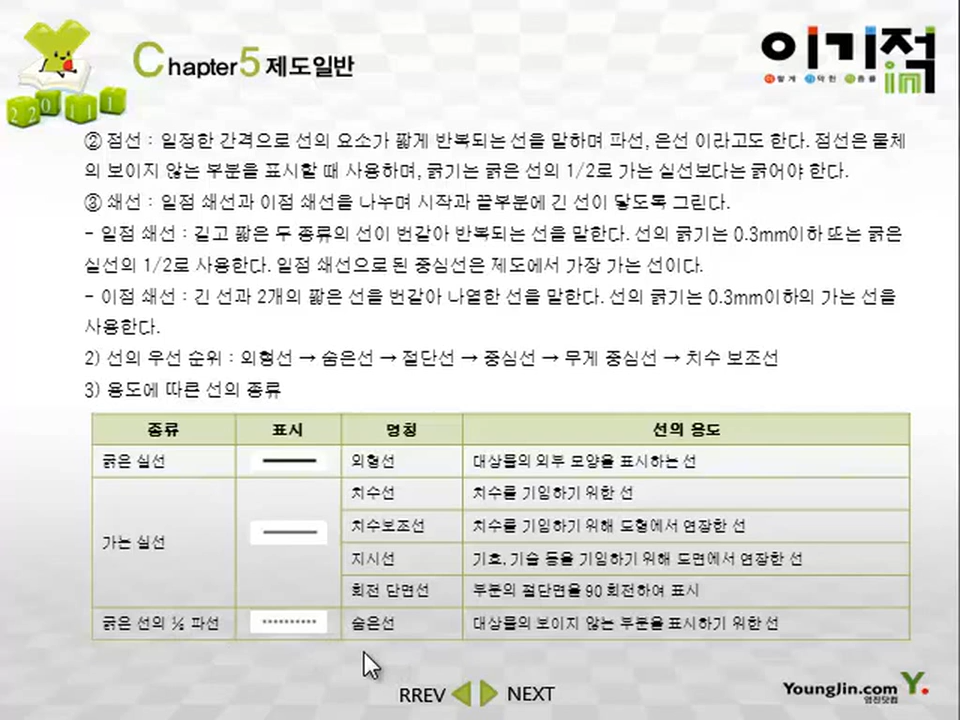 Chapter5 제도일반
이기적in
② 점선 : 일정한 간격으로 선의 요소가 짧게 반복되는 선을 말하며 파선, 은선 이라고도 한다. 점선은 물체
의 보이지 않는 부분을 표시할 때 사용하며, 굵기는 굵은 선의 1/2로 가는 실선보다는 굵어야 한다.
③ 쇄선 : 일점 쇄선과 이점 쇄선을 나누며 시작과 끝부분에 긴 선이 닿도록 그린다.
- 일점 쇄선 : 길고 짧은 두 종류의 선이 번갈아 반복되는 선을 말한다. 선의 굵기는 0.3mm이하 또는 굵은
실선의 1/2로 사용한다. 일점 쇄선으로 된 중심선은 제도에서 가장 가는 선이다.
- 이점 쇄선 : 긴 선과 2개의 짧은 선을 번갈아 나열한 선을 말한다. 선의 굵기는 0.3mm이하의 가는 선을
사용한다.
2) 선의 우선 순위 : 외형선 → 숨은선 → 절단선 → 중심선 → 무게 중심선 → 치수 보조선
3) 용도에 따른 선의 종류
종류 표시 명칭 선의 용도
굵은 실선 외형선 대상물의 외부 모양을 표시하는 선
가는 실선 치수선 치수를 기입하기 위한 선
치수보조선 치수를 기입하기 위해 도형에서 연장한 선
지시선 기호, 기술 등을 기입하기 위해 도면에서 연장한 선
회전 단면선 부분의 절단면을 90 회전하여 표시
굵은 선의 ½ 파선 숨은선 대상물의 보이지 않는 부분을 표시하기 위한 선
RREV NEXT
YoungJin.com Y.
영진닷컴